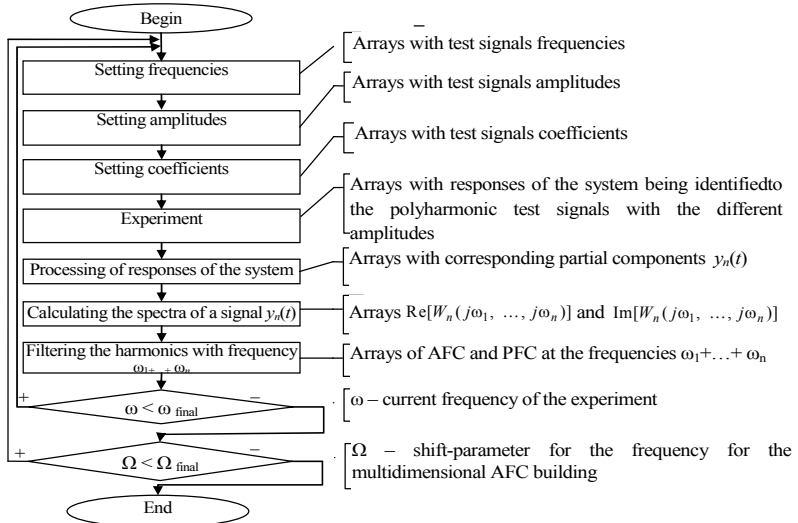 Begin
Setting frequencies
Arrays with test signals frequencies
Setting amplitudes
Arrays with test signals amplitudes
Setting coefficients
Arrays with test signals coefficients
Experiment
Arrays with responses of the system being identifiedto
the polyharmonic test signals with the different
amplitudes
Processing of responses of the system
Arrays with corresponding partial components yₙ(t)
Calculating the spectra of a signal yₙ(t)
Arrays Re[Wₙ(jω₁, …, jωₙ)] and Im[Wₙ(jω₁, …, jωₙ)]
Filtering the harmonics with frequency
ω₁₊…₊ωₙ
Arrays of AFC and PFC at the frequencies ω₁+…+ ωₙ
+
ω < ω final
–
ω – current frequency of the experiment
+
Ω < Ω final
–
Ω – shift-parameter for the frequency for the
multidimensional AFC building
End